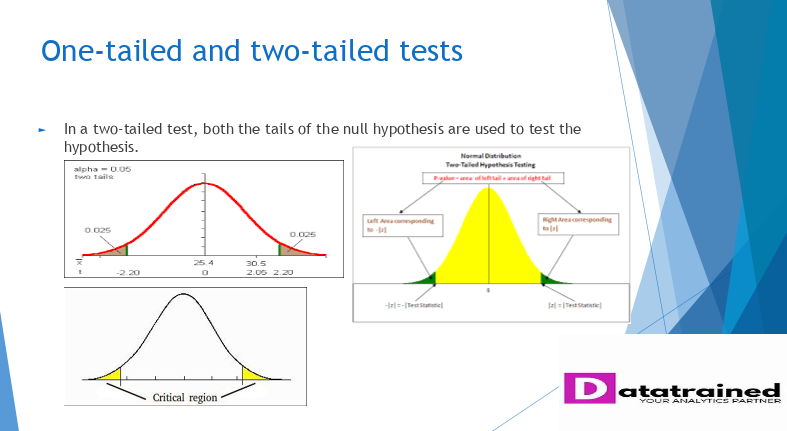 One-tailed and two-tailed tests
► In a two-tailed test, both the tails of the null hypothesis are used to test the
hypothesis.
alpha = 0.05
two tails
0.025
0.025
x
25.4
30.5
t
-2.20
0
2.05
2.20
Critical region
Normal Distribution
Two-Tailed Hypothesis Testing
P-value = area of left tail + area of right tail
Left Area corresponding
to -|z|
Right Area corresponding
to |z|
-|z| = -|Test Statistic|
|z| = |Test Statistic|
Datatrained
YOUR ANALYTICS PARTNER